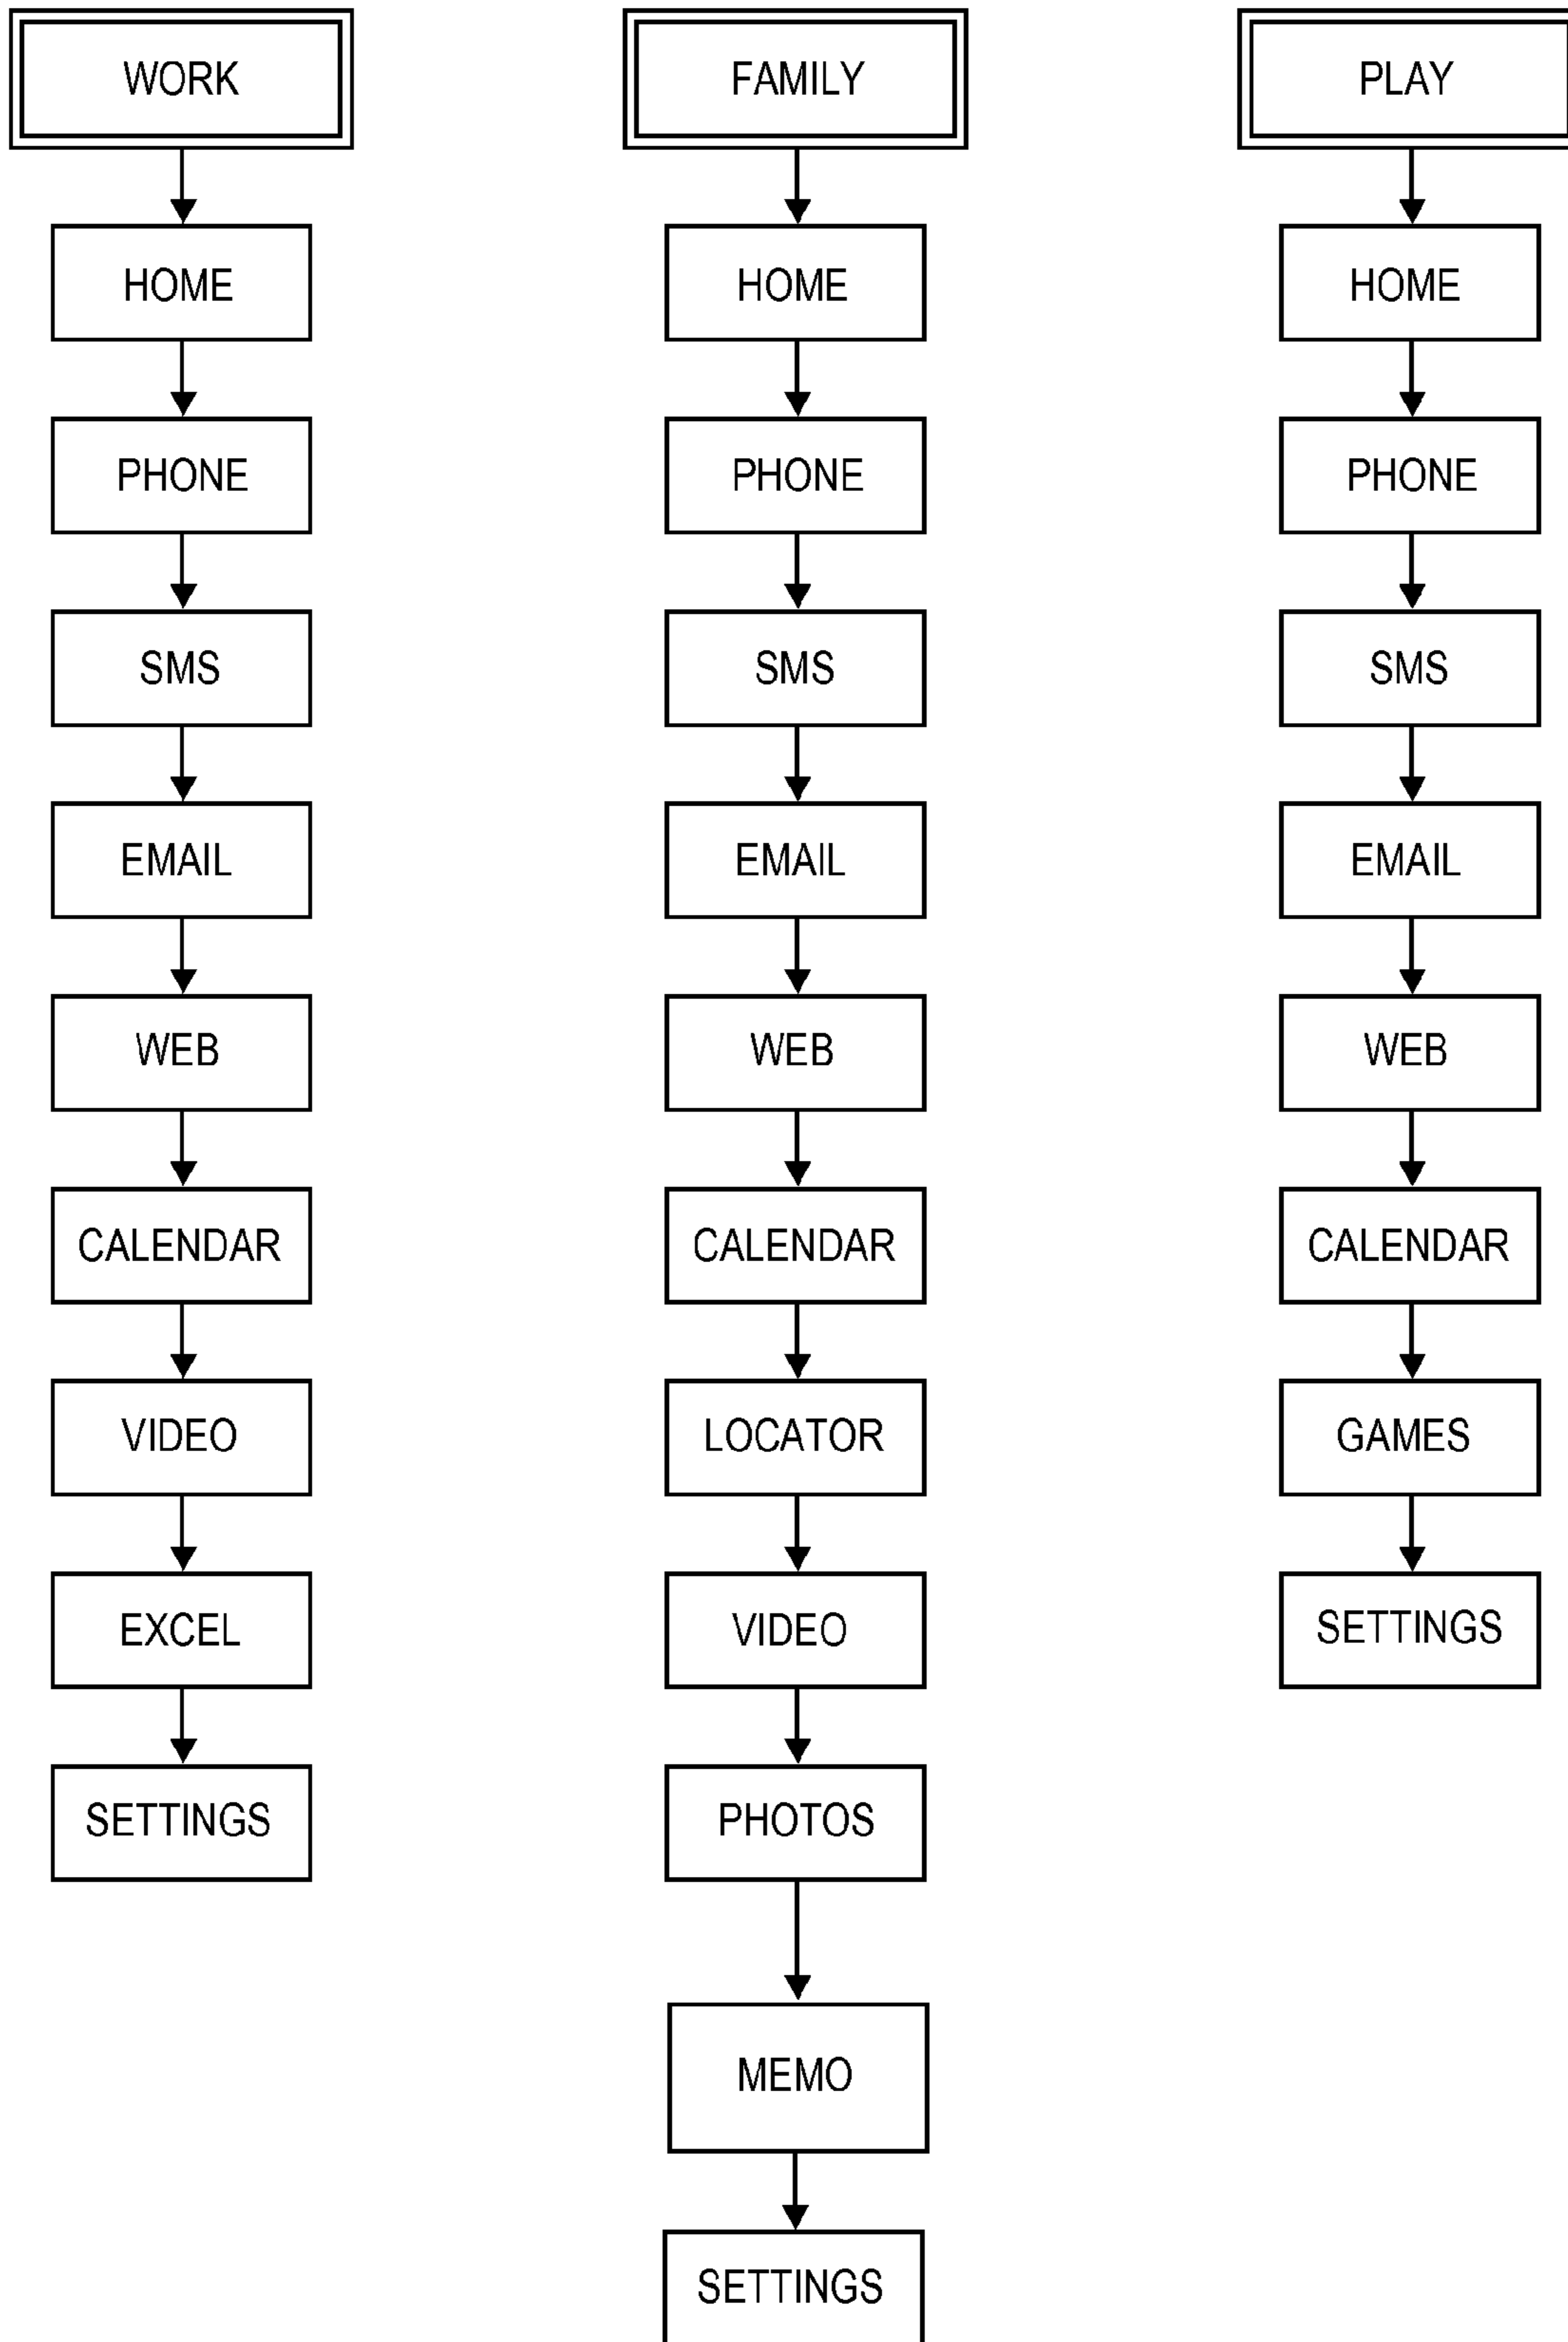 WORK
HOME
PHONE
SMS
EMAIL
WEB
CALENDAR
VIDEO
EXCEL
SETTINGS
FAMILY
HOME
PHONE
SMS
EMAIL
WEB
CALENDAR
LOCATOR
VIDEO
PHOTOS
MEMO
SETTINGS
PLAY
HOME
PHONE
SMS
EMAIL
WEB
CALENDAR
GAMES
SETTINGS